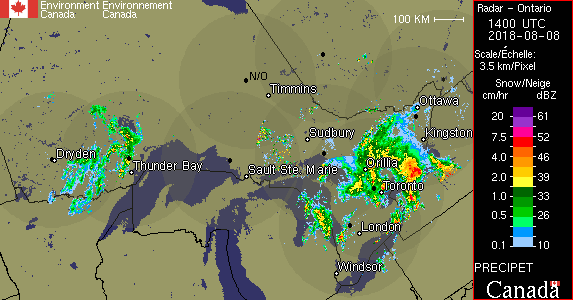 Environment Environnement
Canada Canada
100 KM
N/O
Timmins
Ottawa
Sudbury
Kingston
Dryden
Thunder Bay
Orillia
Sault Ste. Marie
Toronto
London
Windsor
Radar - Ontario
1400 UTC
2018-08-08
Scale/Échelle:
3.5 km/Pixel
Snow/Neige
cm/hr dBZ
20 61
7.5 52
4.0 46
2.0 39
1.0 33
0.5 26
0.1 10
PRECIPET
Canada